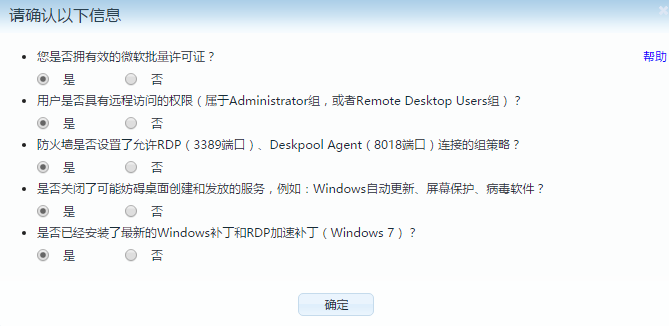 请确认以下信息
您是否拥有效的微软批量许可证？
帮助
是 否
用户是否具有远程访问的权限（属于Administrator组，或者Remote Desktop Users组）？
是 否
防火墙是否设置了允许RDP（3389端口）、Deskpool Agent（8018端口）连接的组策略？
是 否
是否关闭了可能妨碍桌面创建和发放的服务，例如：Windows自动更新、屏幕保护、病毒软件？
是 否
是否已经安装了最新的Windows补丁和RDP加速补丁（Windows 7）？
是 否
确定